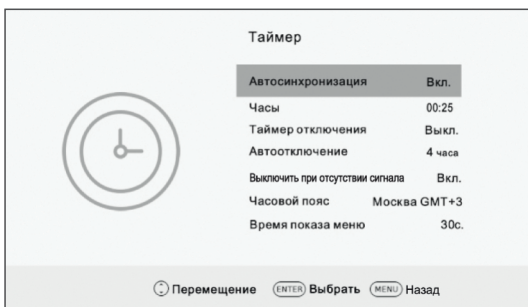 Таймер
Автосинхронизация Вкл.
Часы 00:25
Таймер отключения Выкл.
Автоотключение 4 часа
Выключить при отсутствии сигнала Вкл.
Часовой пояс Москва GMT+3
Время показа меню 30с.
Перемещение ENTER Выбрать MENU Назад